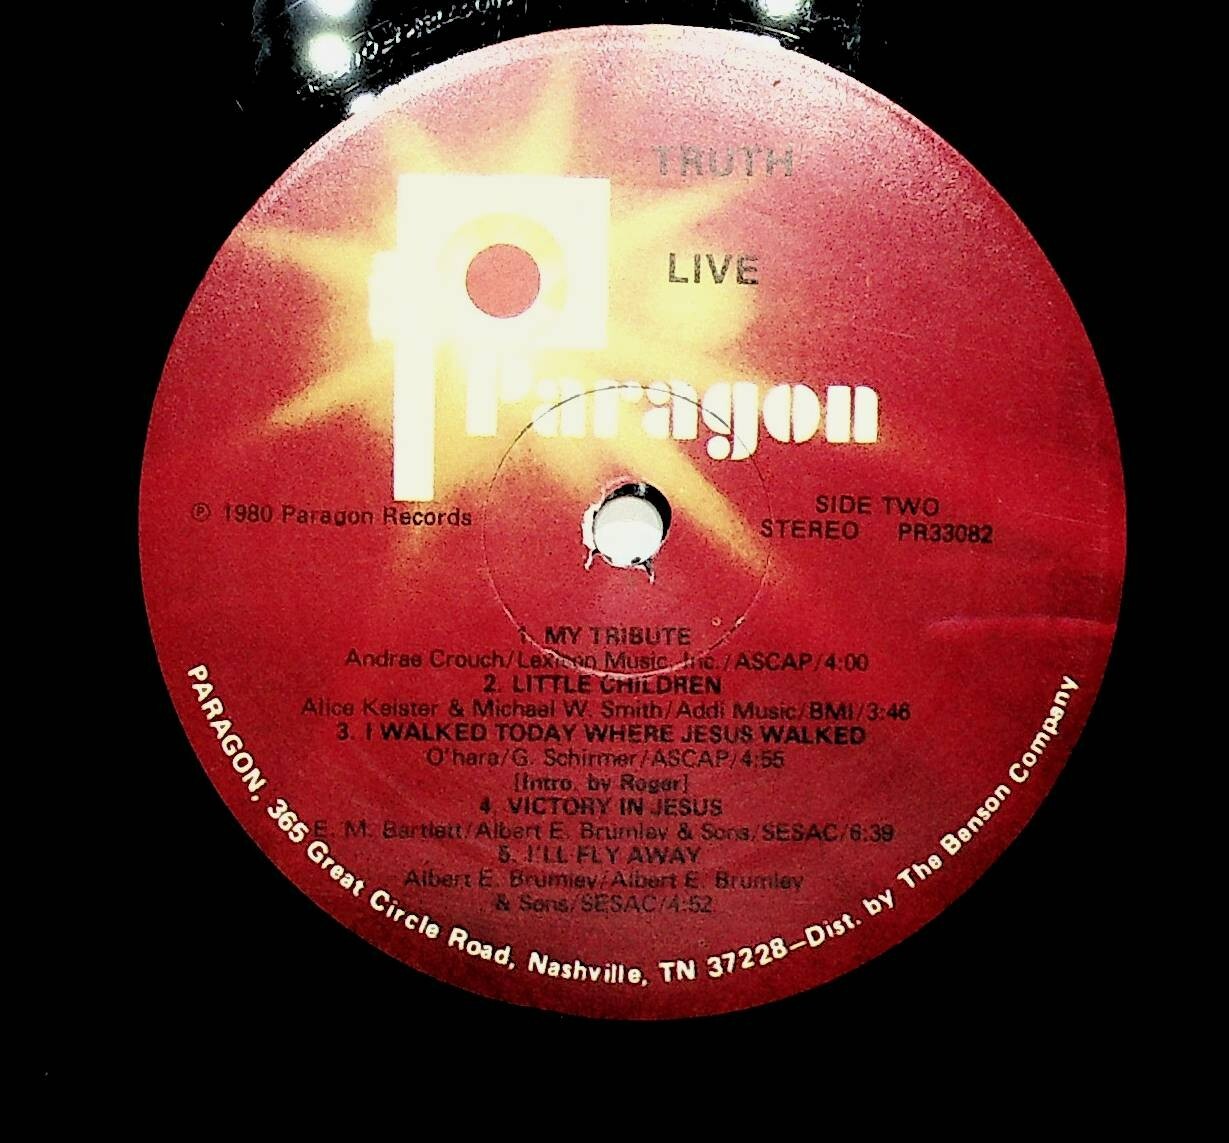 TRUTH
LIVE
Paragon
℗ 1980 Paragon Records
SIDE TWO
STEREO PR33082
1. MY TRIBUTE
Andrae Crouch/Lexicon Music, Inc./ASCAP/4:00
2. LITTLE CHILDREN
Alice Keister & Michael W. Smith/Addi Music/BMI/3:46
3. I WALKED TODAY WHERE JESUS WALKED
O'hara/G. Schirmer/ASCAP/4:55
[Intro. by Roger]
4. VICTORY IN JESUS
E. M. Bartlett/Albert E. Brumley & Sons/SESAC/6:39
5. I'LL FLY AWAY
Albert E. Brumley/Albert E. Brumley
& Sons/SESAC/4:52
PARAGON, 365 Great Circle Road, Nashville, TN 37228–Dist. by The Benson Company